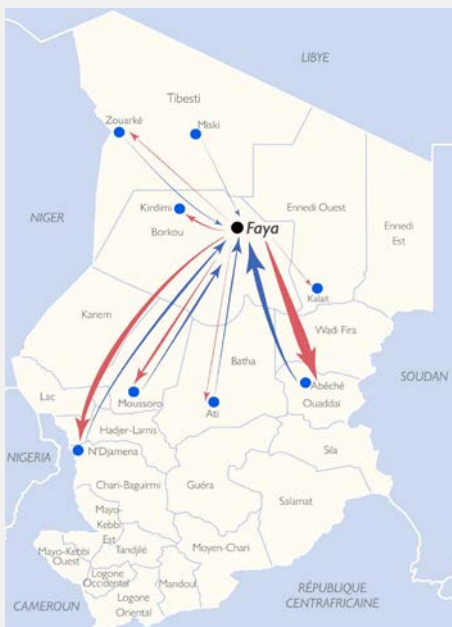 LIBYE
Tibesti
Zouarké
Miski
NIGER
Kirdimi
Borkou
Faya
Ennedi Ouest
Ennedi
Est
Kalait
Kanem
Wadi Fira
Batha
Lac
Moussoro
Ati
Abéché
Ouaddaï
SOUDAN
Hadjer-Lamis
NIGERIA
N'Djamena
Sila
Chari-Baguirmi
Guéra
Salamat
Mayo-
Kebbi
Est
Mayo-Kebbi
Ouest
Tandjilé
Moyen-Chari
Logone
Occidental
Mandoul
Logone
Oriental
CAMEROUN
RÉPUBLIQUE
CENTRAFRICAINE